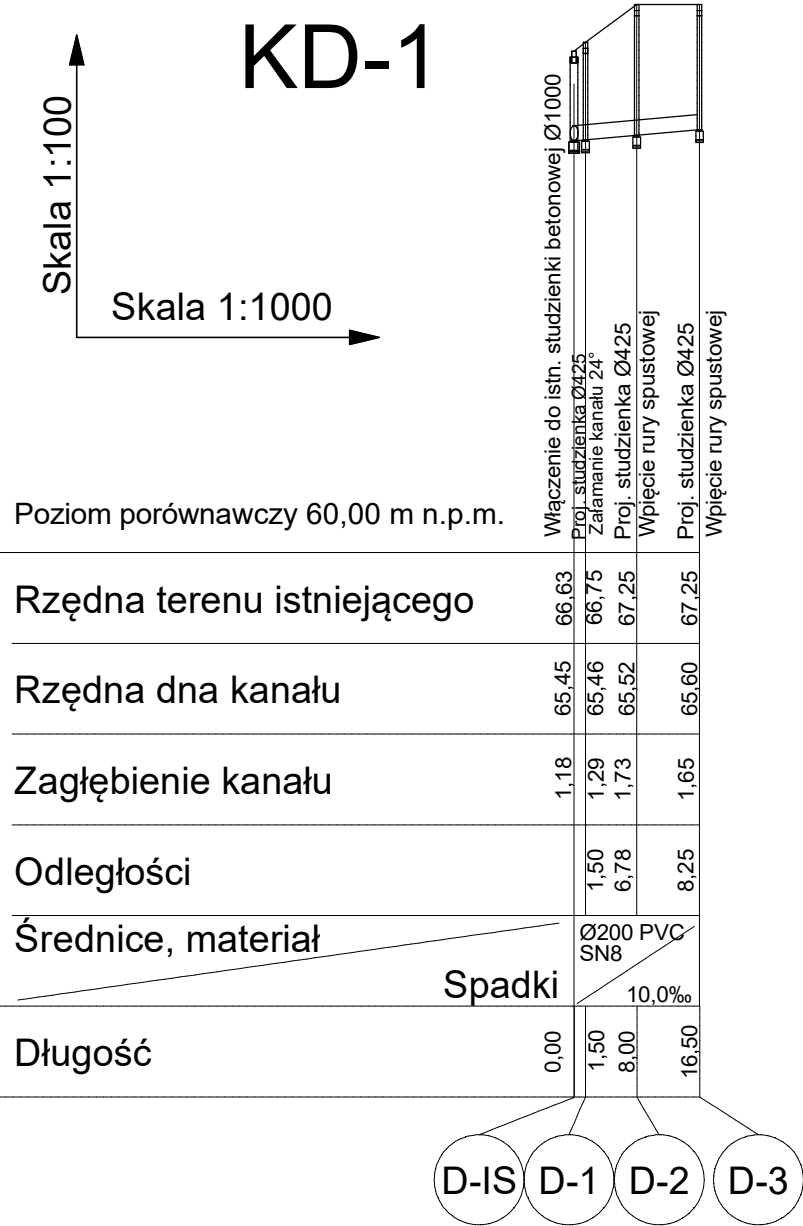 KD-1
Skala 1:100
Skala 1:1000
Włączenie do istn. studzienki betonowej Ø1000
Proj. studzienka Ø425
Załamanie kanału 24°
Proj. studzienka Ø425
Wpięcie rury spustowej
Proj. studzienka Ø425
Wpięcie rury spustowej
Poziom porównawczy 60,00 m n.p.m.
Rzędna terenu istniejącego
66,63
66,75
67,25
67,25
Rzędna dna kanału
65,45
65,46
65,52
65,60
Zagłębienie kanału
1,18
1,29
1,73
1,65
Odległości
1,50
6,78
8,25
Średnice, materiał
Spadki
Ø200 PVC
SN8
10,0‰
Długość
0,00
1,50
8,00
16,50
D-IS
D-1
D-2
D-3